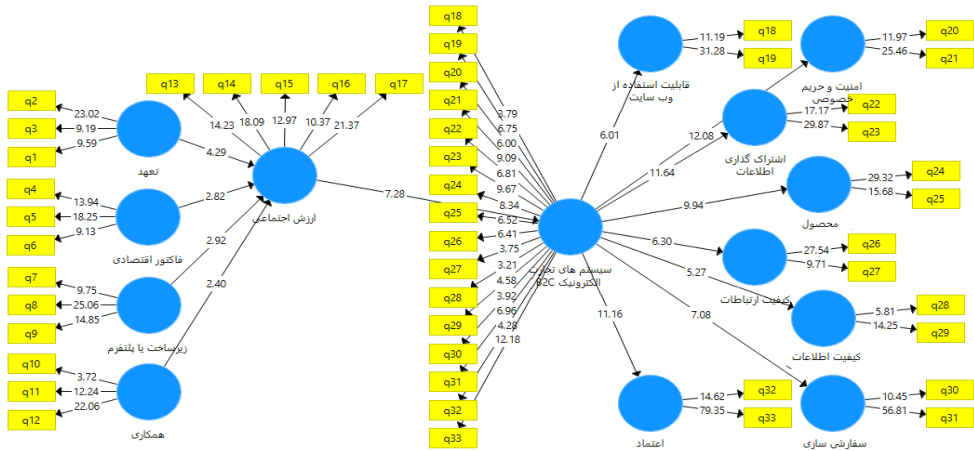 q2
q3
q1
23.02
9.19
9.59
تعهد
q4
q5
q6
13.94
18.25
9.13
فاکتور اقتصادی
q7
q8
q9
9.75
25.06
14.85
زیرساخت یا پلتفرم
q10
q11
q12
3.72
12.24
22.06
همکاری
4.29
2.82
2.92
2.40
q13
q14
q15
q16
q17
14.23
18.09
12.97
10.37
21.37
ارزش اجتماعی
7.28
q18
q19
q20
q21
q22
q23
q24
q25
q26
q27
q28
q29
q30
q31
q32
q33
3.79
6.75
6.00
9.09
6.81
9.67
8.34
6.52
6.41
3.75
3.21
4.58
3.92
6.96
4.28
12.18
سیستم های تجارت
الکترونیک B2C
6.01
12.08
11.64
9.94
6.30
5.27
7.08
11.16
11.19
31.28
q18
q19
قابلیت استفاده از
وب سایت
11.97
25.46
q20
q21
امنیت و حریم
خصوصی
17.17
29.87
q22
q23
اشتراک گذاری
اطلاعات
29.32
15.68
q24
q25
محصول
27.54
9.71
q26
q27
کیفیت ارتباطات
5.81
14.25
q28
q29
کیفیت اطلاعات
10.45
56.81
q30
q31
سفارشی سازی
14.62
79.35
q32
q33
اعتماد